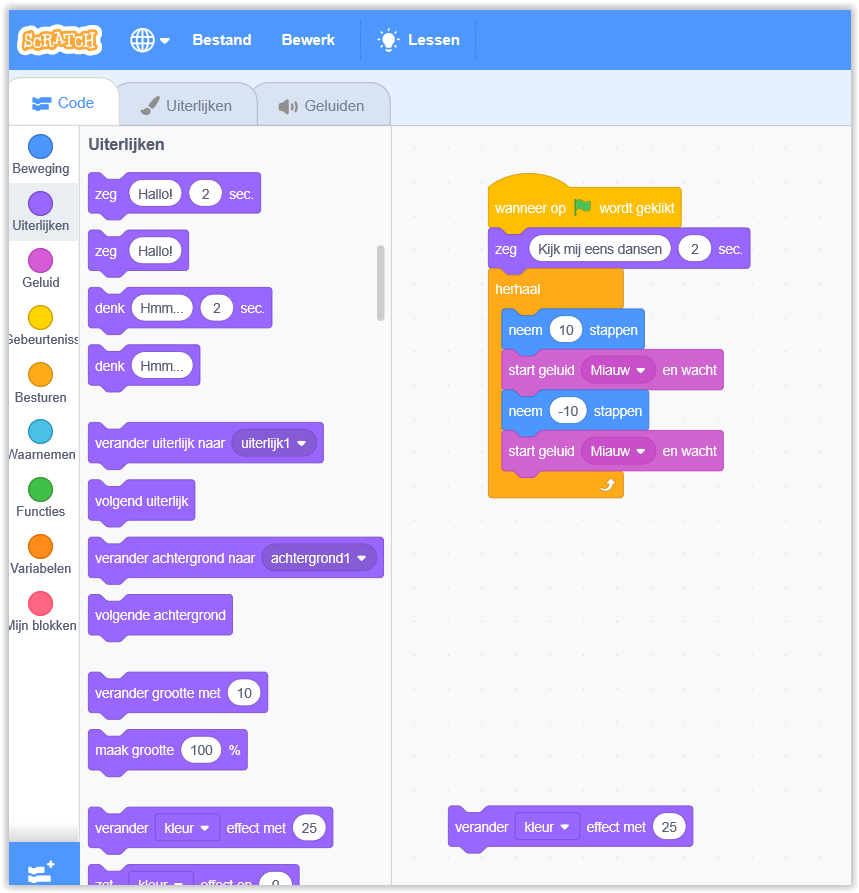 SCRATCH
Bestand
Bewerk
Lessen
Code
Uiterlijken
Geluiden
Beweging
Uiterlijken
Geluid
Gebeurteniss
Besturen
Waarnemen
Functies
Variabelen
Mijn blokken
Uiterlijken
zeg Hallo! 2 sec.
zeg Hallo!
denk Hmm... 2 sec.
denk Hmm...
verander uiterlijk naar uiterlijk1
volgend uiterlijk
verander achtergrond naar achtergrond1
volgende achtergrond
verander grootte met 10
maak grootte 100 %
verander kleur effect met 25
zet kleur effect op 0
wanneer op wordt geklikt
zeg Kijk mij eens dansen 2 sec.
herhaal
neem 10 stappen
start geluid Miauw en wacht
neem -10 stappen
start geluid Miauw en wacht
verander kleur effect met 25